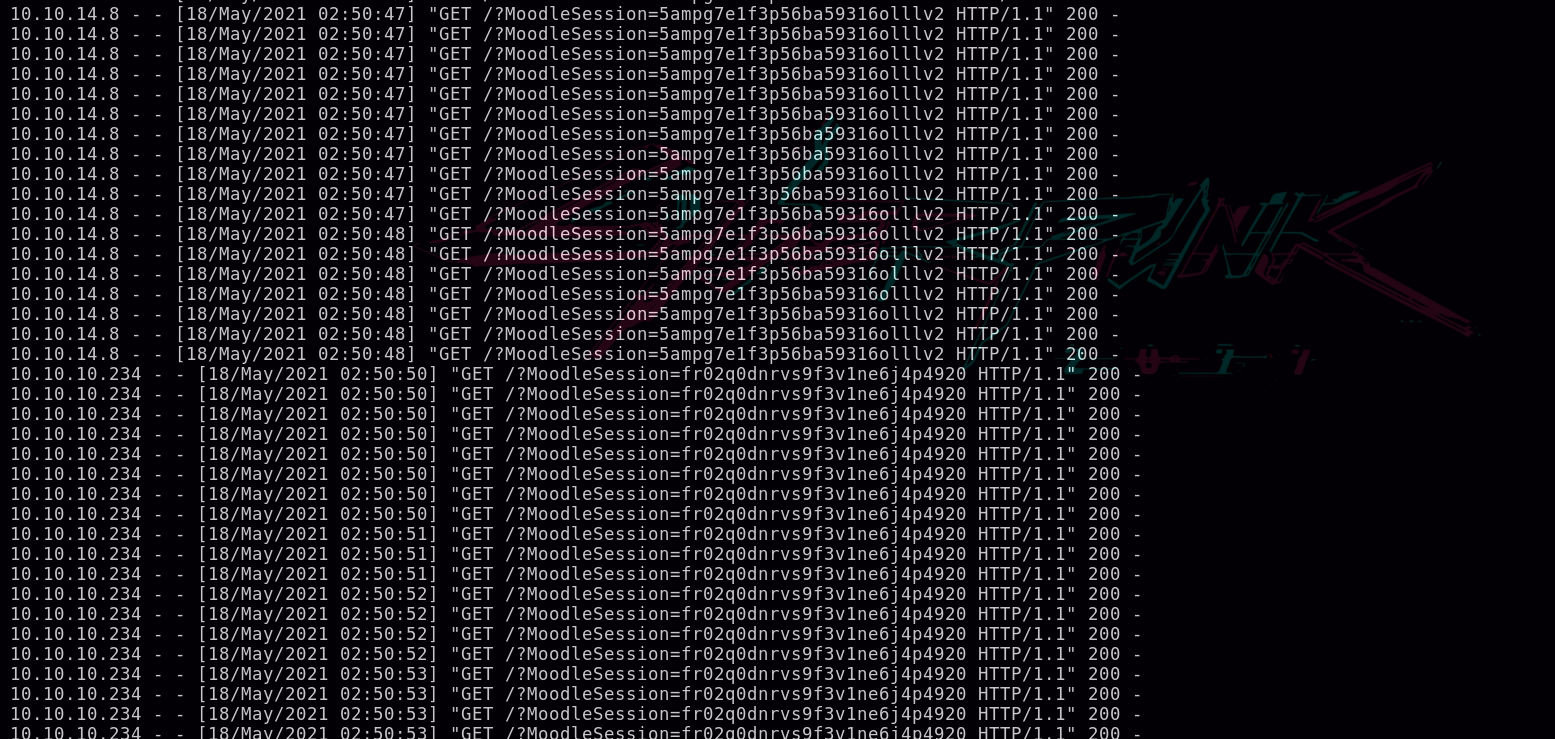 10.10.14.8 - - [18/May/2021 02:50:47] "GET /?MoodleSession=5ampg7e1f3p56ba59316olllv2 HTTP/1.1" 200 -
10.10.14.8 - - [18/May/2021 02:50:47] "GET /?MoodleSession=5ampg7e1f3p56ba59316olllv2 HTTP/1.1" 200 -
10.10.14.8 - - [18/May/2021 02:50:47] "GET /?MoodleSession=5ampg7e1f3p56ba59316olllv2 HTTP/1.1" 200 -
10.10.14.8 - - [18/May/2021 02:50:47] "GET /?MoodleSession=5ampg7e1f3p56ba59316olllv2 HTTP/1.1" 200 -
10.10.14.8 - - [18/May/2021 02:50:47] "GET /?MoodleSession=5ampg7e1f3p56ba59316olllv2 HTTP/1.1" 200 -
10.10.14.8 - - [18/May/2021 02:50:47] "GET /?MoodleSession=5ampg7e1f3p56ba59316olllv2 HTTP/1.1" 200 -
10.10.14.8 - - [18/May/2021 02:50:47] "GET /?MoodleSession=5ampg7e1f3p56ba59316olllv2 HTTP/1.1" 200 -
10.10.14.8 - - [18/May/2021 02:50:47] "GET /?MoodleSession=5ampg7e1f3p56ba59316olllv2 HTTP/1.1" 200 -
10.10.14.8 - - [18/May/2021 02:50:47] "GET /?MoodleSession=5ampg7e1f3p56ba59316olllv2 HTTP/1.1" 200 -
10.10.14.8 - - [18/May/2021 02:50:47] "GET /?MoodleSession=5ampg7e1f3p56ba59316olllv2 HTTP/1.1" 200 -
10.10.14.8 - - [18/May/2021 02:50:47] "GET /?MoodleSession=5ampg7e1f3p56ba59316olllv2 HTTP/1.1" 200 -
10.10.14.8 - - [18/May/2021 02:50:48] "GET /?MoodleSession=5ampg7e1f3p56ba59316olllv2 HTTP/1.1" 200 -
10.10.14.8 - - [18/May/2021 02:50:48] "GET /?MoodleSession=5ampg7e1f3p56ba59316olllv2 HTTP/1.1" 200 -
10.10.14.8 - - [18/May/2021 02:50:48] "GET /?MoodleSession=5ampg7e1f3p56ba59316olllv2 HTTP/1.1" 200 -
10.10.14.8 - - [18/May/2021 02:50:48] "GET /?MoodleSession=5ampg7e1f3p56ba59316olllv2 HTTP/1.1" 200 -
10.10.14.8 - - [18/May/2021 02:50:48] "GET /?MoodleSession=5ampg7e1f3p56ba59316olllv2 HTTP/1.1" 200 -
10.10.14.8 - - [18/May/2021 02:50:48] "GET /?MoodleSession=5ampg7e1f3p56ba59316olllv2 HTTP/1.1" 200 -
10.10.14.8 - - [18/May/2021 02:50:48] "GET /?MoodleSession=5ampg7e1f3p56ba59316olllv2 HTTP/1.1" 200 -
10.10.10.234 - - [18/May/2021 02:50:50] "GET /?MoodleSession=fr02q0dnrvs9f3v1ne6j4p4920 HTTP/1.1" 200 -
10.10.10.234 - - [18/May/2021 02:50:50] "GET /?MoodleSession=fr02q0dnrvs9f3v1ne6j4p4920 HTTP/1.1" 200 -
10.10.10.234 - - [18/May/2021 02:50:50] "GET /?MoodleSession=fr02q0dnrvs9f3v1ne6j4p4920 HTTP/1.1" 200 -
10.10.10.234 - - [18/May/2021 02:50:50] "GET /?MoodleSession=fr02q0dnrvs9f3v1ne6j4p4920 HTTP/1.1" 200 -
10.10.10.234 - - [18/May/2021 02:50:50] "GET /?MoodleSession=fr02q0dnrvs9f3v1ne6j4p4920 HTTP/1.1" 200 -
10.10.10.234 - - [18/May/2021 02:50:50] "GET /?MoodleSession=fr02q0dnrvs9f3v1ne6j4p4920 HTTP/1.1" 200 -
10.10.10.234 - - [18/May/2021 02:50:50] "GET /?MoodleSession=fr02q0dnrvs9f3v1ne6j4p4920 HTTP/1.1" 200 -
10.10.10.234 - - [18/May/2021 02:50:50] "GET /?MoodleSession=fr02q0dnrvs9f3v1ne6j4p4920 HTTP/1.1" 200 -
10.10.10.234 - - [18/May/2021 02:50:51] "GET /?MoodleSession=fr02q0dnrvs9f3v1ne6j4p4920 HTTP/1.1" 200 -
10.10.10.234 - - [18/May/2021 02:50:51] "GET /?MoodleSession=fr02q0dnrvs9f3v1ne6j4p4920 HTTP/1.1" 200 -
10.10.10.234 - - [18/May/2021 02:50:51] "GET /?MoodleSession=fr02q0dnrvs9f3v1ne6j4p4920 HTTP/1.1" 200 -
10.10.10.234 - - [18/May/2021 02:50:52] "GET /?MoodleSession=fr02q0dnrvs9f3v1ne6j4p4920 HTTP/1.1" 200 -
10.10.10.234 - - [18/May/2021 02:50:52] "GET /?MoodleSession=fr02q0dnrvs9f3v1ne6j4p4920 HTTP/1.1" 200 -
10.10.10.234 - - [18/May/2021 02:50:52] "GET /?MoodleSession=fr02q0dnrvs9f3v1ne6j4p4920 HTTP/1.1" 200 -
10.10.10.234 - - [18/May/2021 02:50:52] "GET /?MoodleSession=fr02q0dnrvs9f3v1ne6j4p4920 HTTP/1.1" 200 -
10.10.10.234 - - [18/May/2021 02:50:53] "GET /?MoodleSession=fr02q0dnrvs9f3v1ne6j4p4920 HTTP/1.1" 200 -
10.10.10.234 - - [18/May/2021 02:50:53] "GET /?MoodleSession=fr02q0dnrvs9f3v1ne6j4p4920 HTTP/1.1" 200 -
10.10.10.234 - - [18/May/2021 02:50:53] "GET /?MoodleSession=fr02q0dnrvs9f3v1ne6j4p4920 HTTP/1.1" 200 -
10.10.10.234 - - [18/May/2021 02:50:53] "GET /?MoodleSession=fr02q0dnrvs9f3v1ne6j4p4920 HTTP/1.1" 200 -